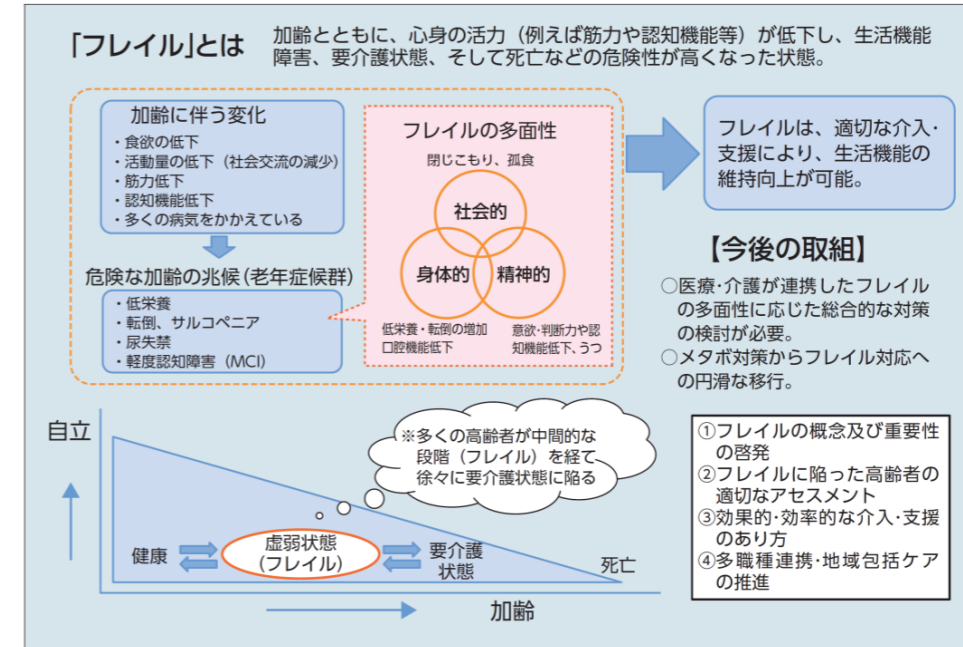 「フレイル」とは
加齢とともに、心身の活力（例えば筋力や認知機能等）が低下し、生活機能
障害、要介護状態、そして死亡などの危険性が高くなった状態。
加齢に伴う変化
・食欲の低下
・活動量の低下（社会交流の減少）
・筋力低下
・認知機能低下
・多くの病気をかかえている
危険な加齢の兆候（老年症候群）
・低栄養
・転倒、サルコペニア
・尿失禁
・軽度認知障害（MCI）
フレイルの多面性
閉じこもり、孤食
社会的
身体的
精神的
低栄養・転倒の増加
口腔機能低下
意欲・判断力や認
知機能低下、うつ
フレイルは、適切な介入・
支援により、生活機能の
維持向上が可能。
【今後の取組】
○医療・介護が連携したフレイル
の多面性に応じた総合的な対策
の検討が必要。
○メタボ対策からフレイル対応へ
の円滑な移行。
①フレイルの概念及び重要性
の啓発
②フレイルに陥った高齢者の
適切なアセスメント
③効果的・効率的な介入・支援
のあり方
④多職種連携・地域包括ケア
の推進
自立
※多くの高齢者が中間的な
段階（フレイル）を経て
徐々に要介護状態に陥る
健康
虚弱状態
（フレイル）
要介護
状態
死亡
加齢